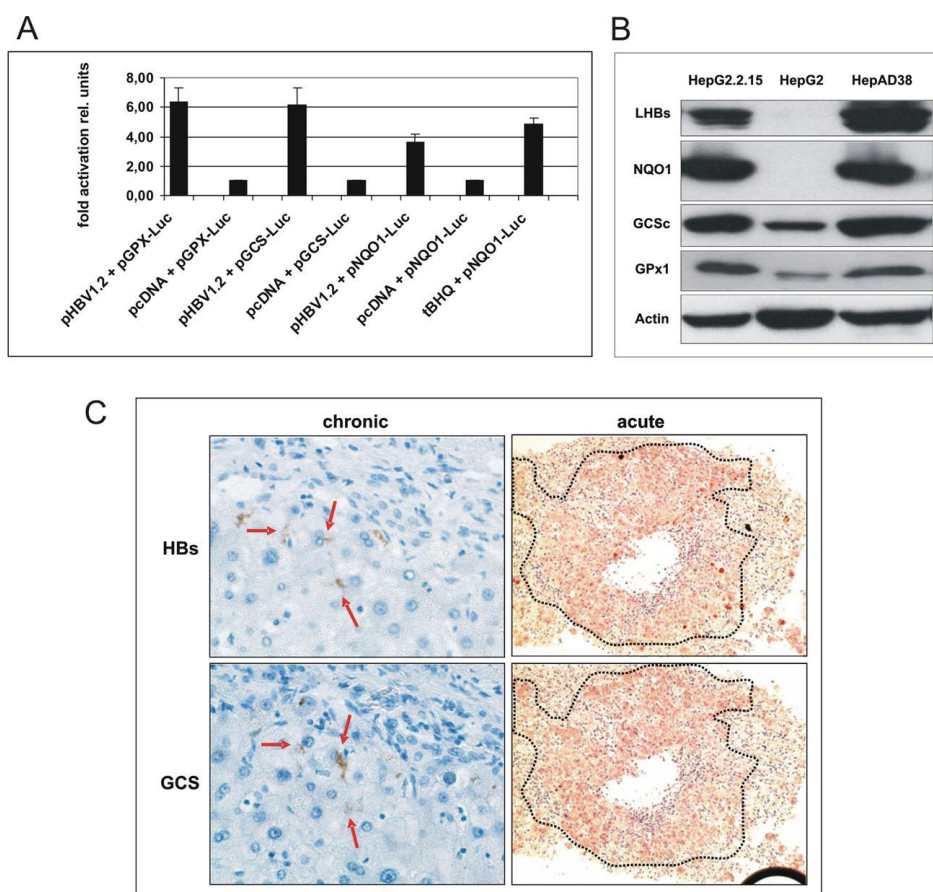 A
fold activation rel. units
8,00
6,00
4,00
2,00
0,00
pHBV1.2 + pGPX-Luc
pcDNA + pGPX-Luc
pHBV1.2 + pGCS-Luc
pcDNA + pGCS-Luc
pHBV1.2 + pNQO1-Luc
pcDNA + pNQO1-Luc
tBHQ + pNQO1-Luc
B
HepG2.2.15 HepG2 HepAD38
LHBs
NQO1
GCSc
GPx1
Actin
C
chronic acute
HBs
GCS